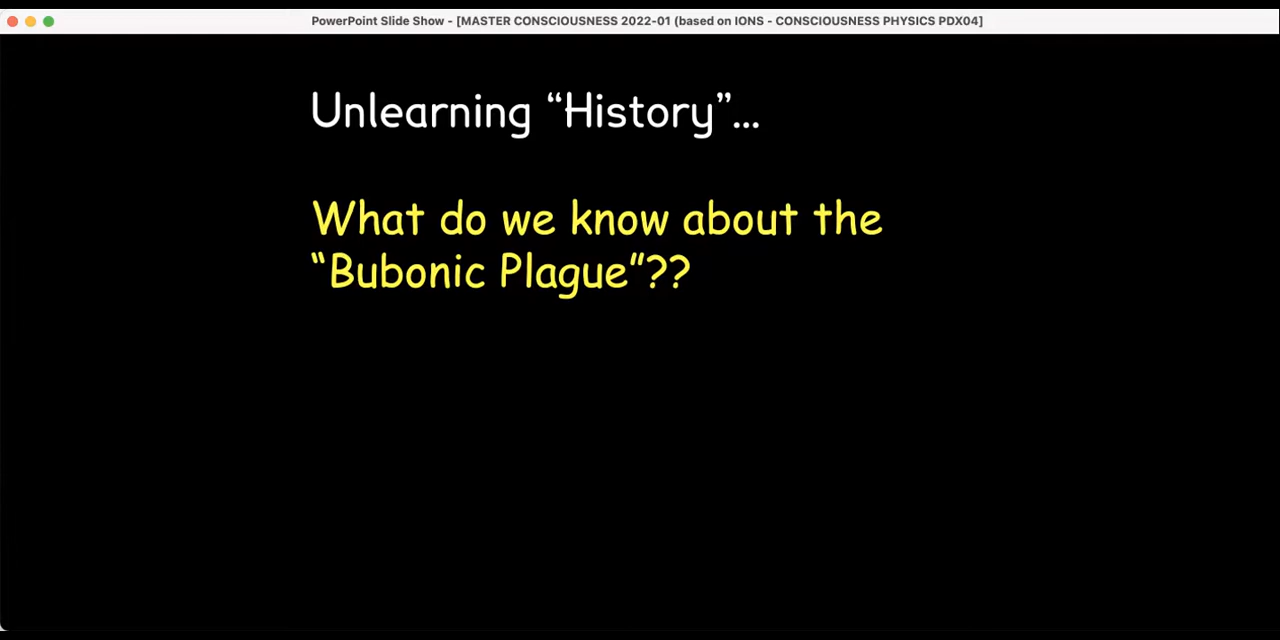 PowerPoint Slide Show - [MASTER CONSCIOUSNESS 2022-01 (based on IONS - CONSCIOUSNESS PHYSICS PDX04]
Unlearning “History”...
What do we know about the
“Bubonic Plague”??